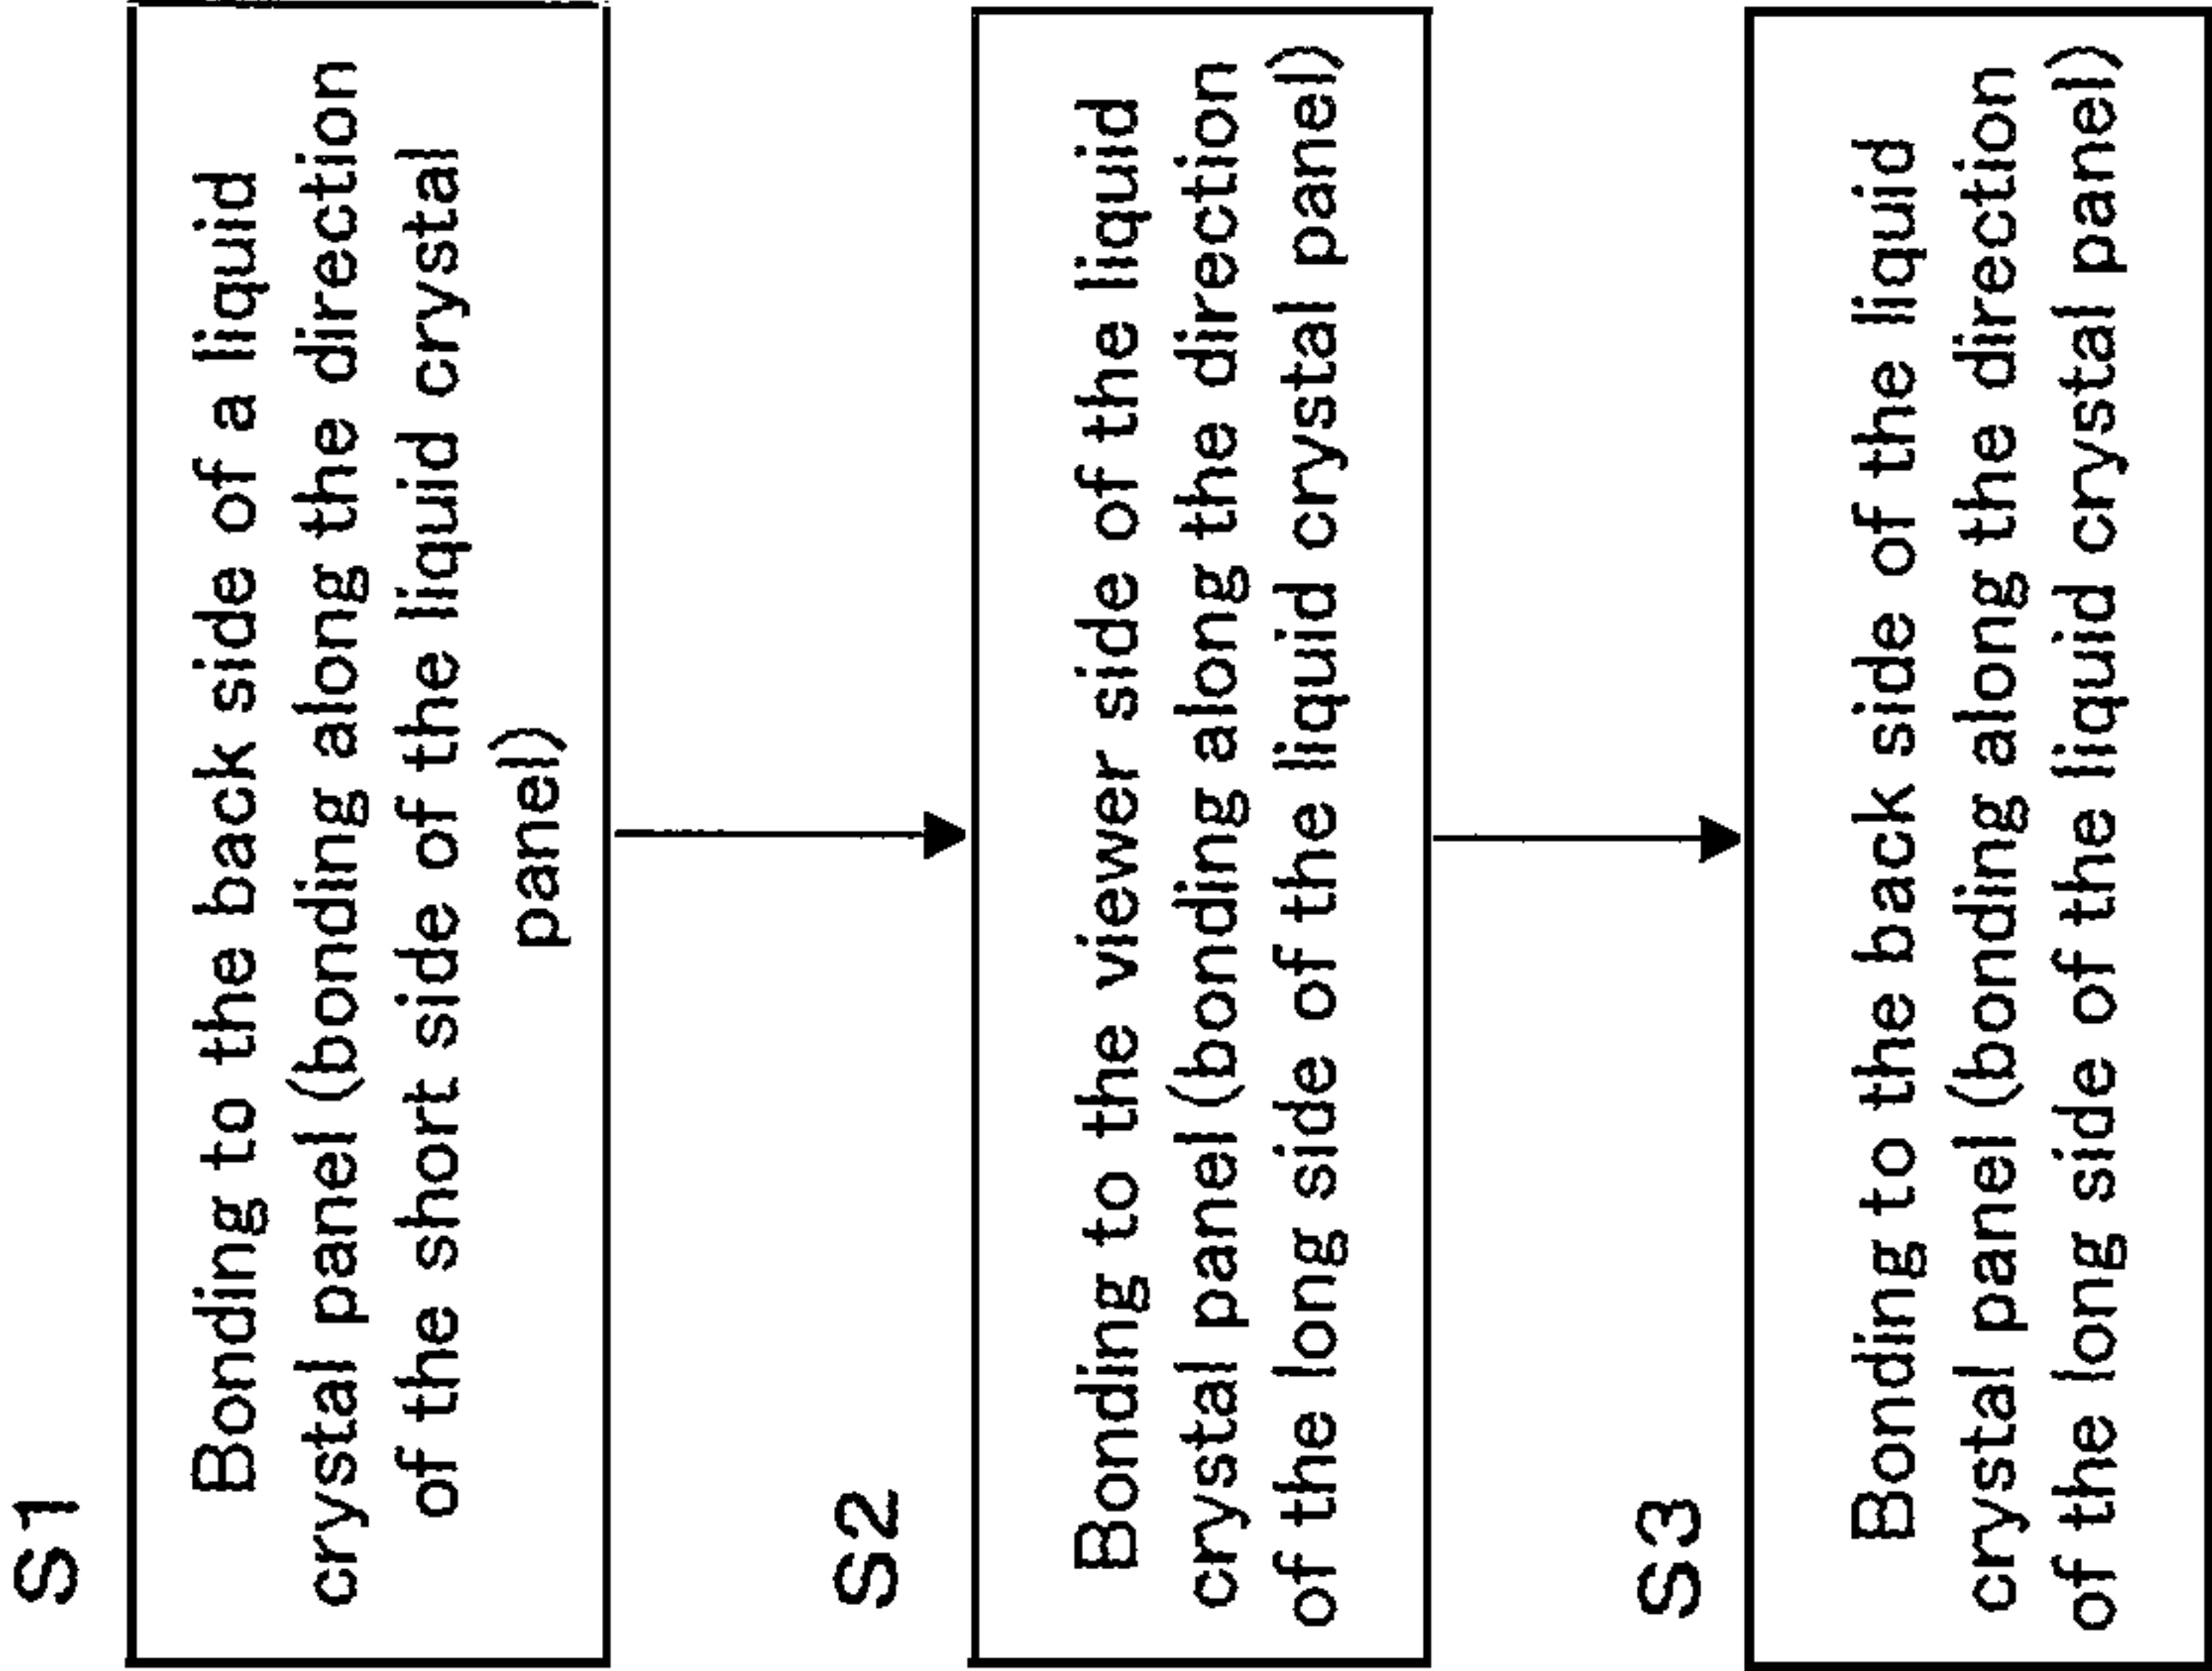 S1
Bonding to the back side of a liquid
crystal panel (bonding along the direction
of the short side of the liquid crystal
panel)
S2
Bonding to the viewer side of the liquid
crystal panel (bonding along the direction
of the long side of the liquid crystal panel)
S3
Bonding to the back side of the liquid
crystal panel (bonding along the direction
of the long side of the liquid crystal panel)